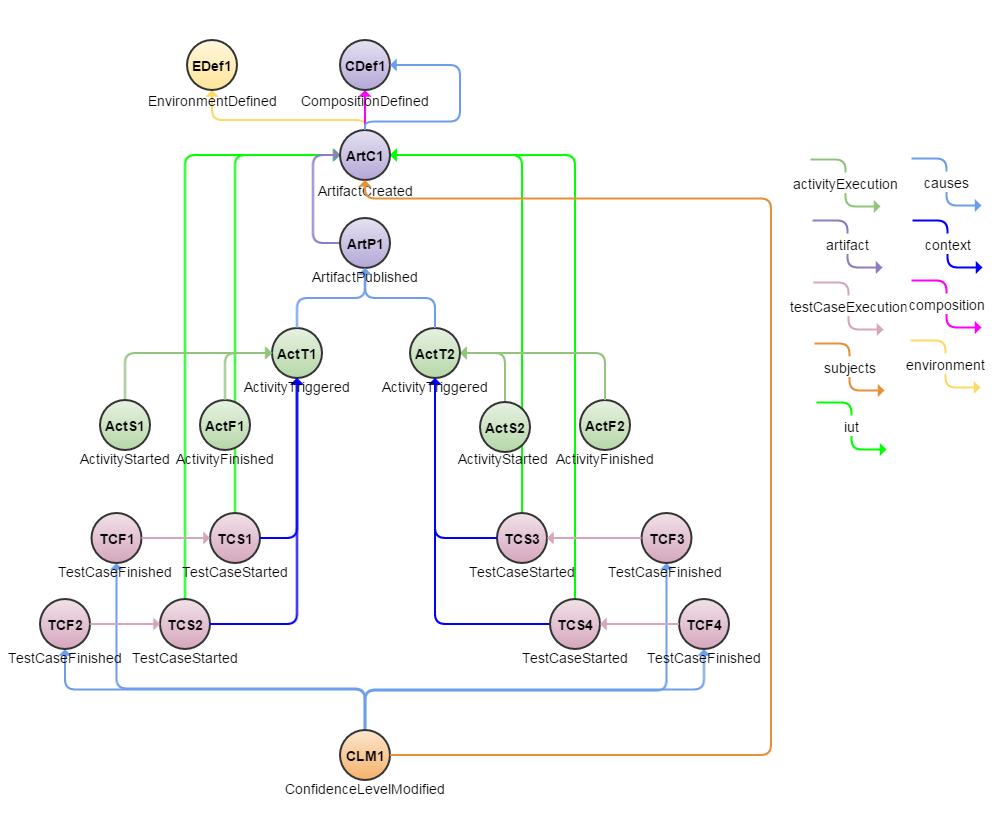 EDef1
CDef1
EnvironmentDefined
CompositionDefined
ArtC1
ArtifactCreated
ArtP1
ArtifactPublished
ActT1
ActT2
ActivityTriggered
ActivityTriggered
ActS1
ActF1
ActS2
ActF2
ActivityStarted
ActivityFinished
ActivityStarted
ActivityFinished
TCF1
TCS1
TCS3
TCF3
TestCaseFinished
TestCaseStarted
TestCaseStarted
TestCaseFinished
TCF2
TCS2
TCS4
TCF4
TestCaseFinished
TestCaseStarted
TestCaseStarted
TestCaseFinished
CLM1
ConfidenceLevelModified
activityExecution
causes
artifact
context
testCaseExecution
composition
subjects
environment
iut